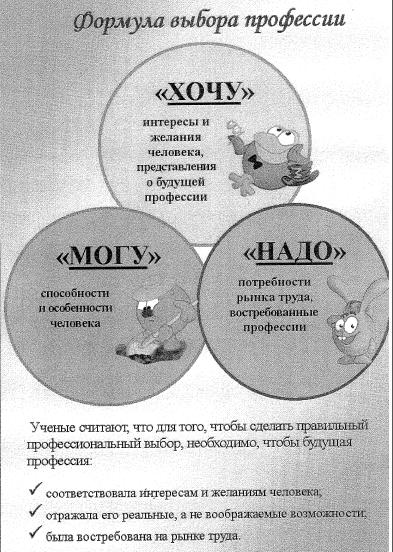 Формула выбора профессии
«ХОЧУ»
интересы и
желания
человека,
представления
о будущей
профессии
«МОГУ»
способности
и особенности
человека
«НАДО»
потребности
рынка труда,
востребованные
профессии
Ученые считают, что для того, чтобы сделать правильный
профессиональный выбор, необходимо, чтобы будущая
профессия:
✓ соответствовала интересам и желаниям человека;
✓ отражала его реальные, а не воображаемые возможности;
✓ была востребована на рынке труда.